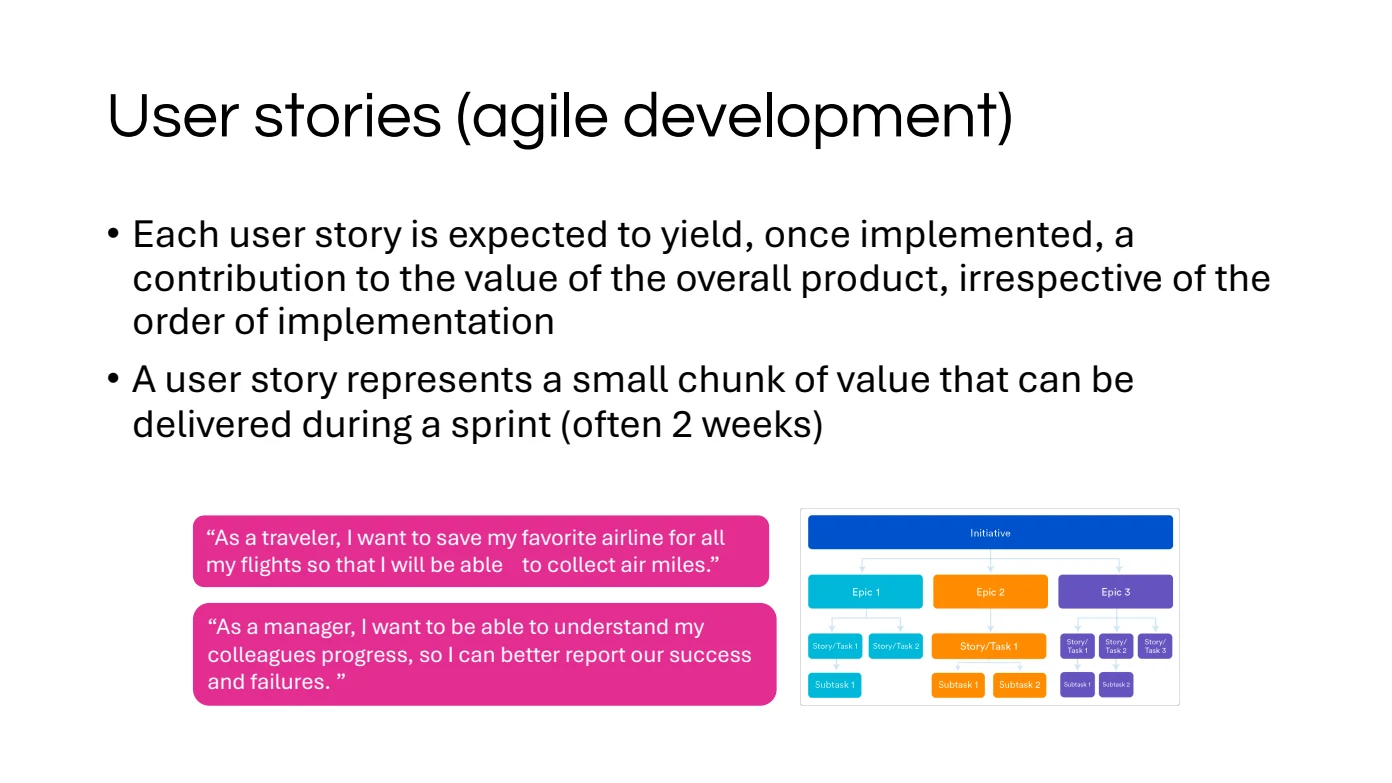 User stories (agile development)
• Each user story is expected to yield, once implemented, a
contribution to the value of the overall product, irrespective of the
order of implementation
• A user story represents a small chunk of value that can be
delivered during a sprint (often 2 weeks)
“As a traveler, I want to save my favorite airline for all
my flights so that I will be able to collect air miles.”
“As a manager, I want to be able to understand my
colleagues progress, so I can better report our success
and failures. ”
Initiative
Epic 1
Epic 2
Epic 3
Story/Task 1
Story/Task 2
Story/Task 1
Story/
Task 1
Story/
Task 2
Story/
Task 3
Subtask 1
Subtask 1
Subtask 2
Subtask 1
Subtask 2